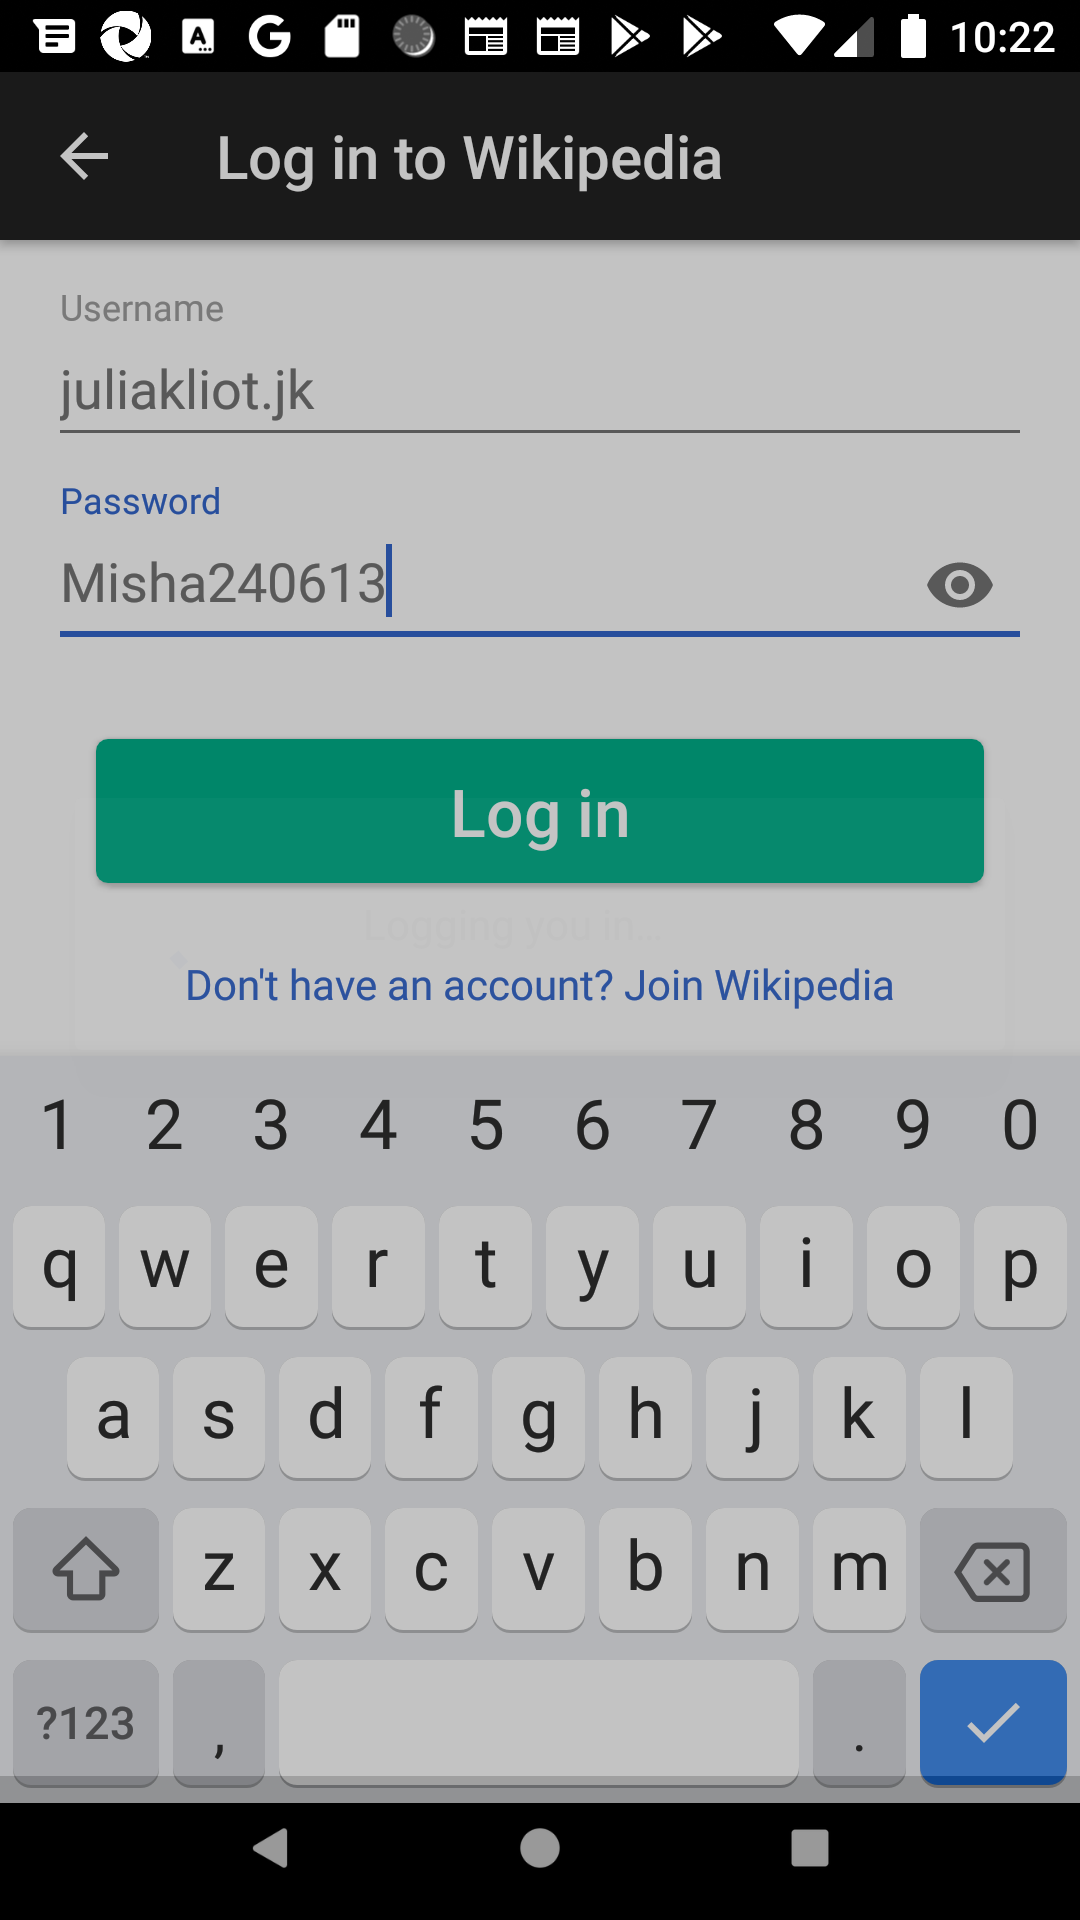 10:22
Log in to Wikipedia
Username
juliakliot.jk
Password
Misha240613
Log in
Logging you in...
Don't have an account? Join Wikipedia
1 2 3 4 5 6 7 8 9 0
q w e r t y u i o p
a s d f g h j k l
z x c v b n m
?123 , .